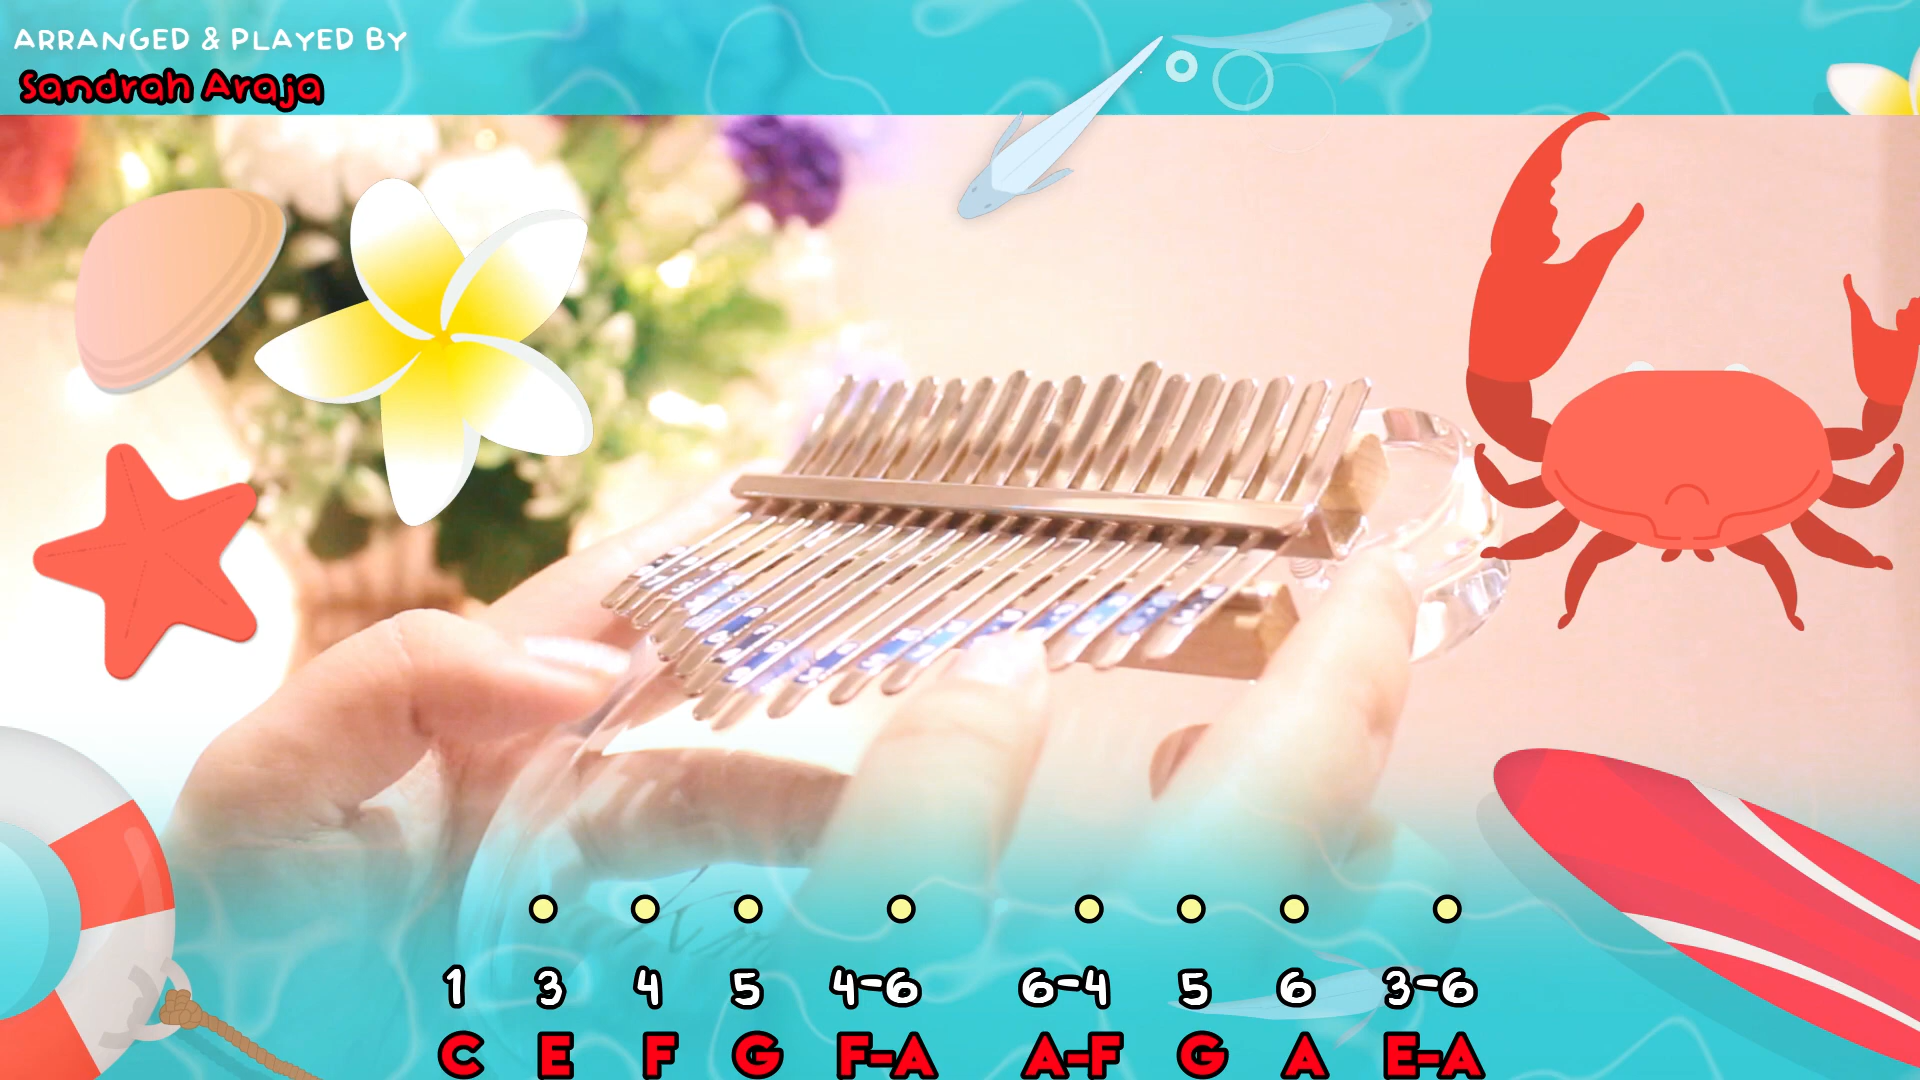 ARRANGED & PLAYED BY
Sandrah Araja
1 3 4 5 4-6 6-4 5 6 3-6
C E F G F-A A-F G A E-A